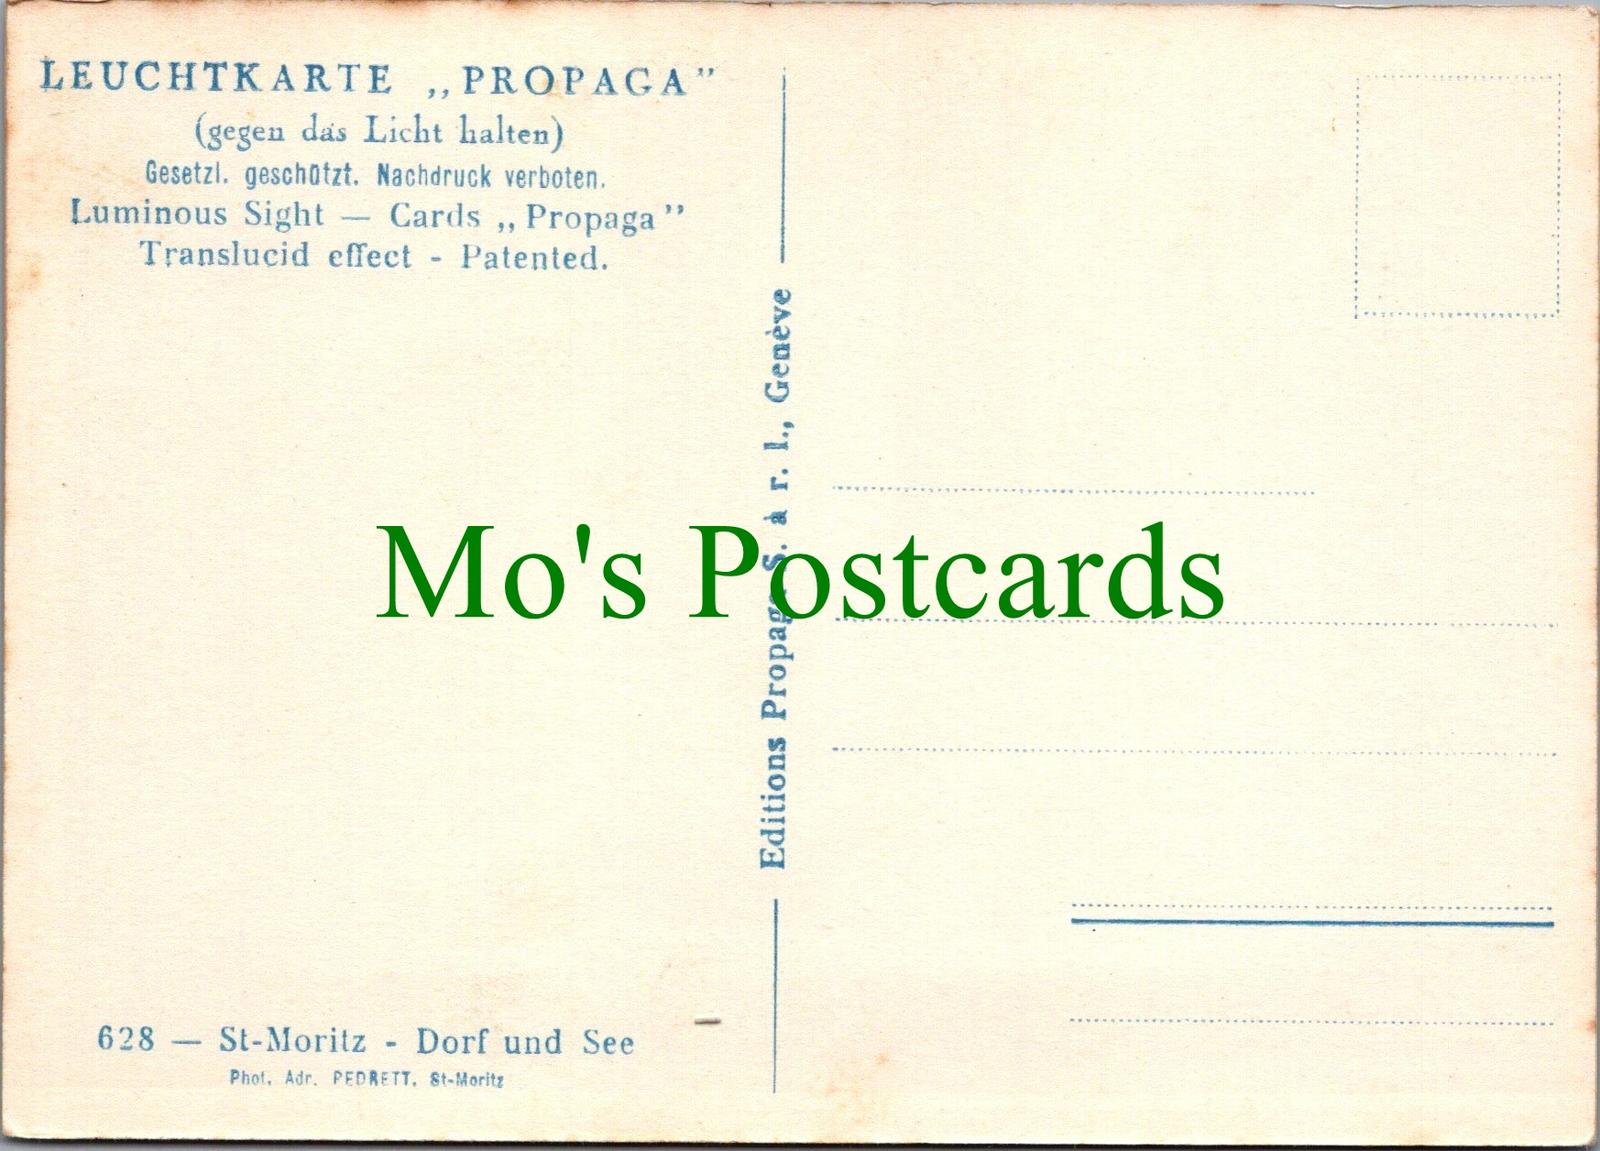 LEUCHTKARTE „PROPAGA”
(gegen das Licht halten)
Gesetzl. geschützt. Nachdruck verboten.
Luminous Sight — Cards „Propaga”
Translucid effect - Patented.
Editions Propaga S. à r. l., Genève
Mo's Postcards
628 — St-Moritz - Dorf und See
Phot. Adr. PEDRETT, St-Moritz